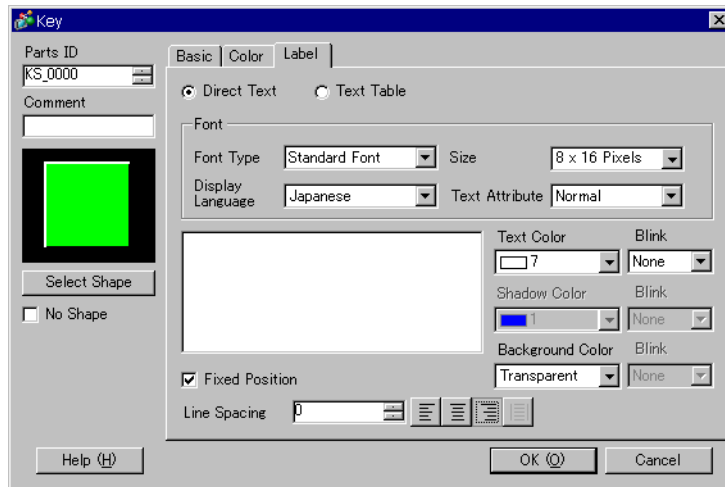 Key
Parts ID
KS_0000
Comment
Select Shape
No Shape
Basic
Color
Label
Direct Text
Text Table
Font
Font Type
Standard Font
Size
8 x 16 Pixels
Display
Language
Japanese
Text Attribute
Normal
Text Color
Blink
7
None
Shadow Color
Blink
1
None
Background Color
Blink
Transparent
None
Fixed Position
Line Spacing
0
Help (H)
OK (O)
Cancel